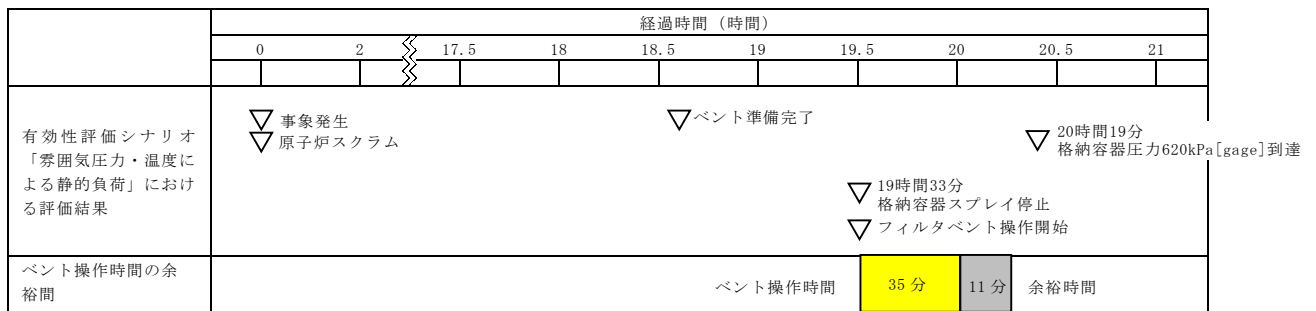 経過時間 (時間)
0 2 17.5 18 18.5 19 19.5 20 20.5 21
有効性評価シナリオ
「雰囲気圧力・温度に
よる静的負荷」におけ
る評価結果
事象発生
原子炉スクラム
ベント準備完了
20時間19分
格納容器圧力620kPa[gage]到達
19時間33分
格納容器スプレイ停止
フィルタベント操作開始
ベント操作時間の余
裕間
ベント操作時間
35 分
11 分
余裕時間